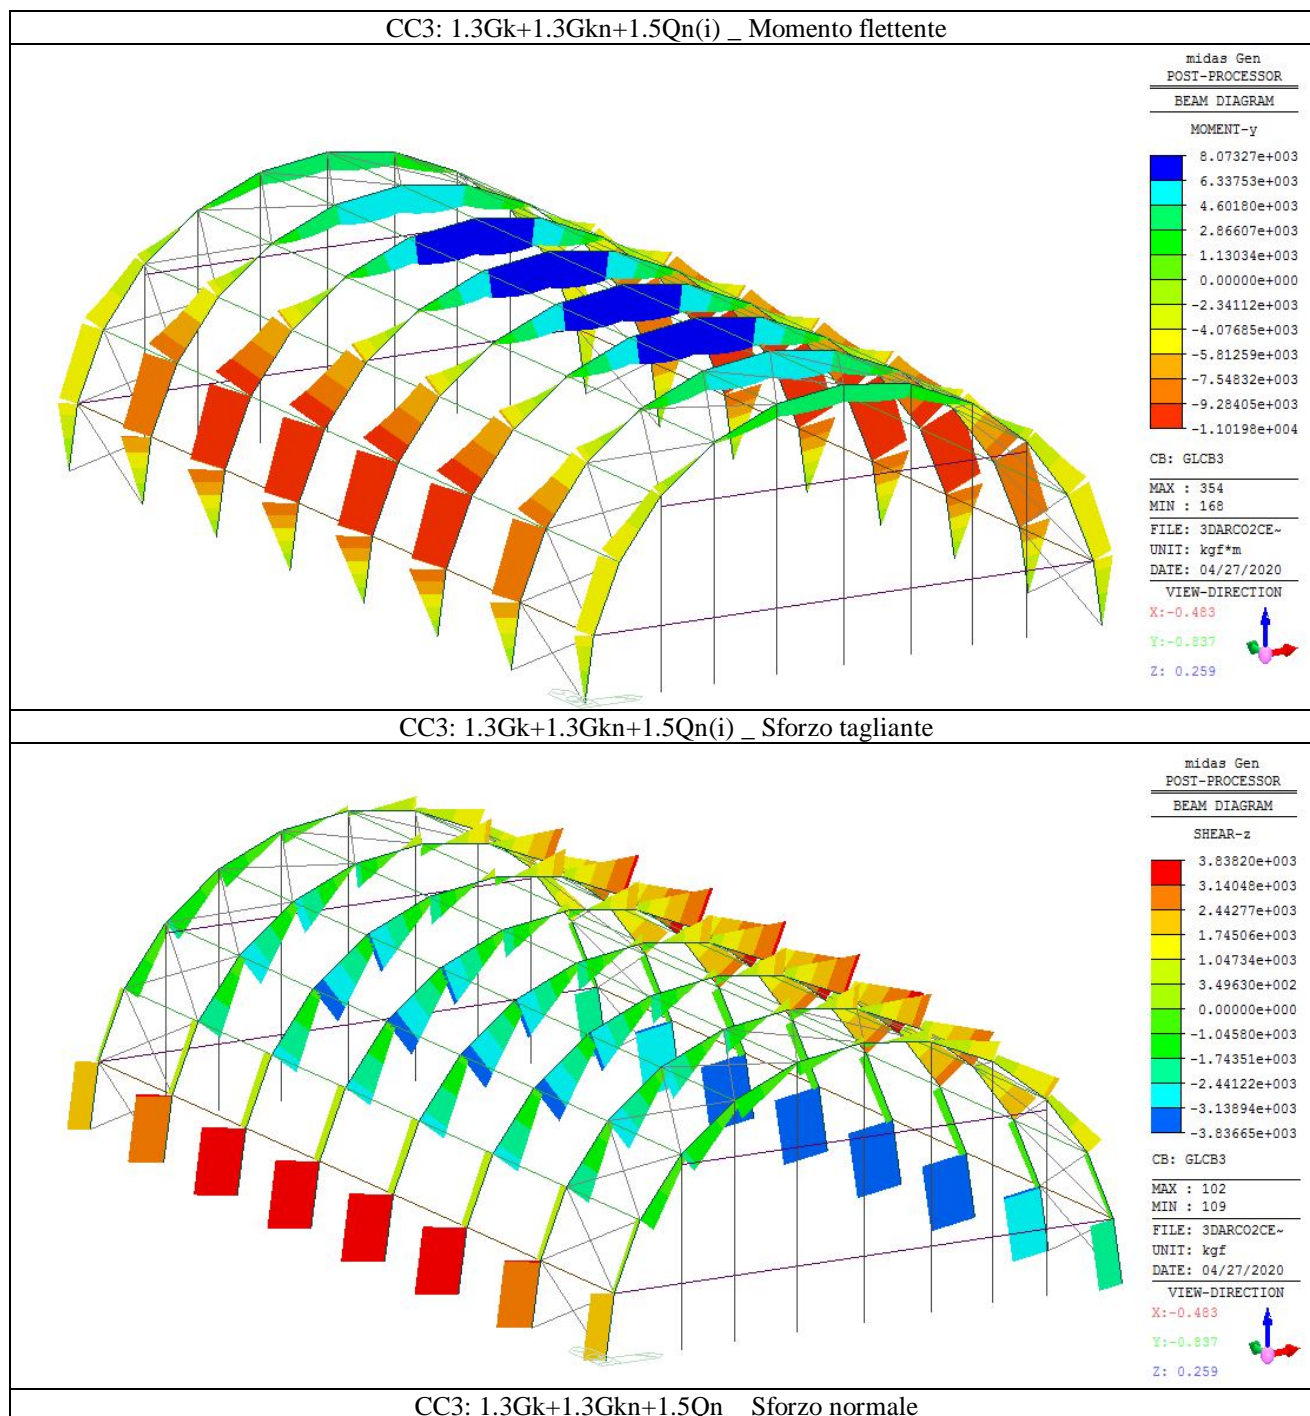 CC3: 1.3Gk+1.3Gkn+1.5Qn(i) _ Momento flettente
midas Gen
POST-PROCESSOR
BEAM DIAGRAM
MOMENT-y
8.07327e+003
6.33753e+003
4.60180e+003
2.86607e+003
1.13034e+003
0.00000e+000
-2.34112e+003
-4.07685e+003
-5.81259e+003
-7.54832e+003
-9.28405e+003
-1.10198e+004
CB: GLCB3
MAX : 354
MIN : 168
FILE: 3DARCO2CE~
UNIT: kgf*m
DATE: 04/27/2020
VIEW-DIRECTION
X:-0.483
Y:-0.837
Z: 0.259
CC3: 1.3Gk+1.3Gkn+1.5Qn(i) _ Sforzo tagliante
midas Gen
POST-PROCESSOR
BEAM DIAGRAM
SHEAR-z
3.83820e+003
3.14048e+003
2.44277e+003
1.74506e+003
1.04734e+003
3.49630e+002
0.00000e+000
-1.04580e+003
-1.74351e+003
-2.44122e+003
-3.13894e+003
-3.83665e+003
CB: GLCB3
MAX : 102
MIN : 109
FILE: 3DARCO2CE~
UNIT: kgf
DATE: 04/27/2020
VIEW-DIRECTION
X:-0.483
Y:-0.837
Z: 0.259
CC3: 1.3Gk+1.3Gkn+1.5Qn _ Sforzo normale